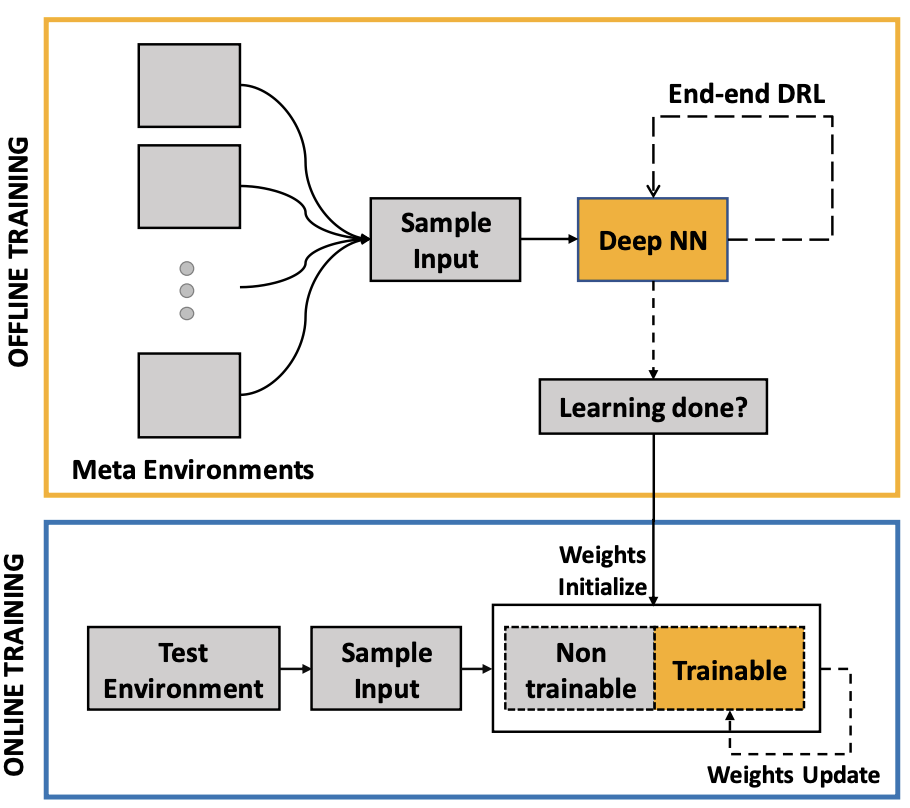 OFFLINE TRAINING
End-end DRL
Sample
Input
Deep NN
Learning done?
Meta Environments
ONLINE TRAINING
Weights
Initialize
Test
Environment
Sample
Input
Non
trainable
Trainable
Weights Update